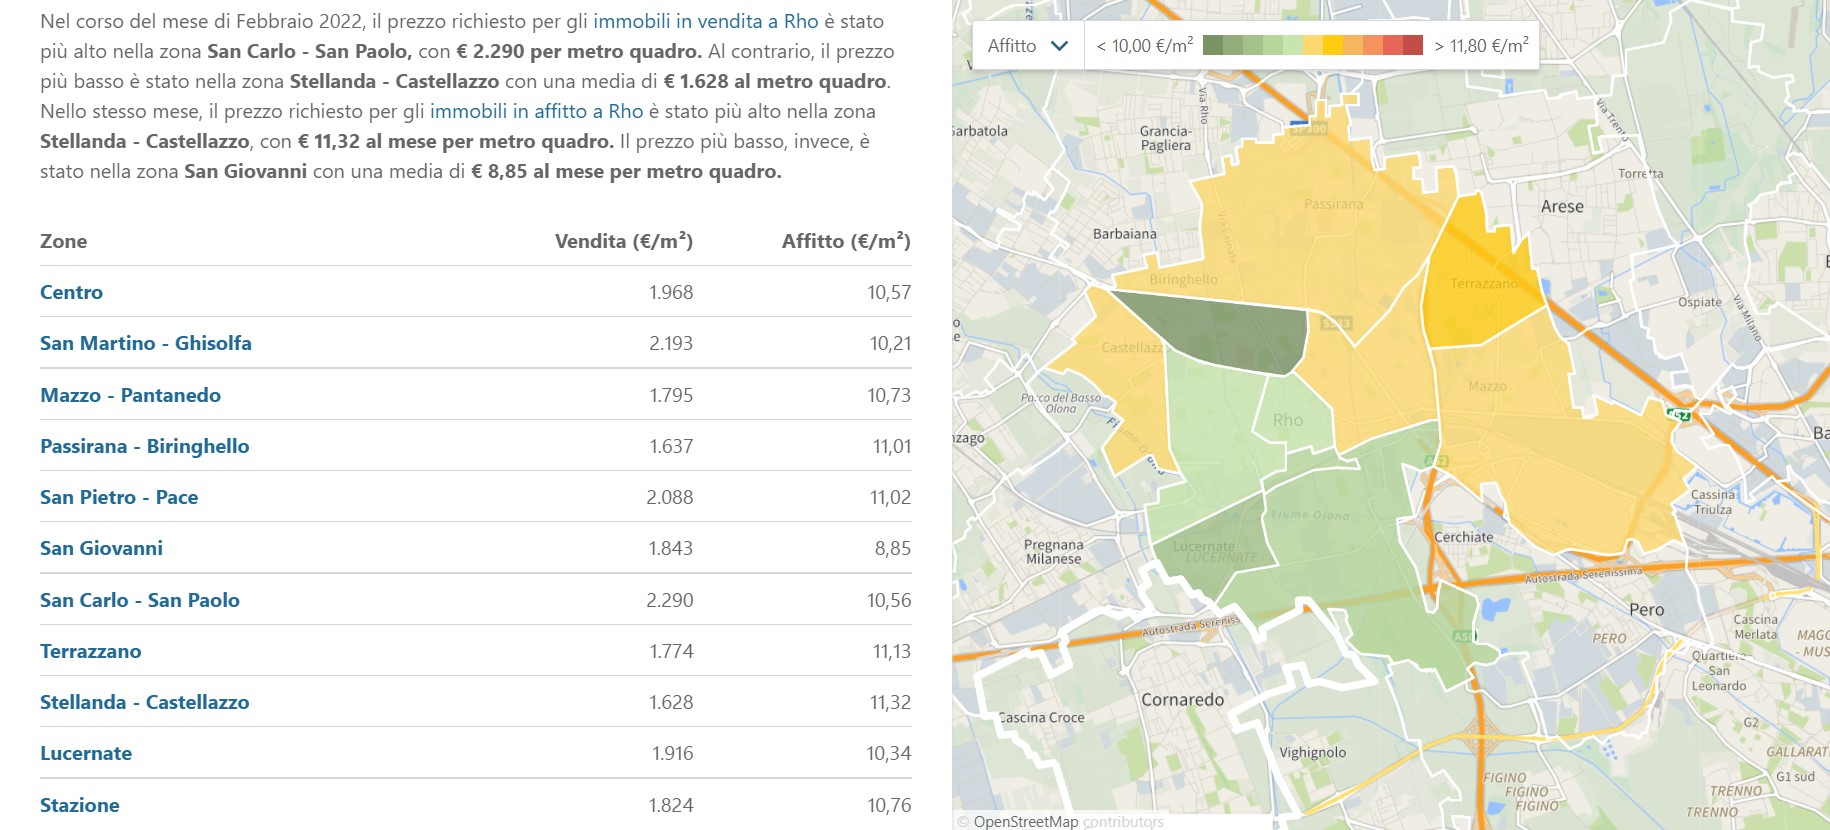 Nel corso del mese di Febbraio 2022, il prezzo richiesto per gli immobili in vendita a Rho è stato
più alto nella zona San Carlo - San Paolo, con € 2.290 per metro quadro. Al contrario, il prezzo
più basso è stato nella zona Stellanda - Castellazzo con una media di € 1.628 al metro quadro.
Nello stesso mese, il prezzo richiesto per gli immobili in affitto a Rho è stato più alto nella zona
Stellanda - Castellazzo, con € 11,32 al mese per metro quadro. Il prezzo più basso, invece, è
stato nella zona San Giovanni con una media di € 8,85 al mese per metro quadro.
Zone Vendita (€/m²) Affitto (€/m²)
Centro 1.968 10,57
San Martino - Ghisolfa 2.193 10,21
Mazzo - Pantanedo 1.795 10,73
Passirana - Biringhello 1.637 11,01
San Pietro - Pace 2.088 11,02
San Giovanni 1.843 8,85
San Carlo - San Paolo 2.290 10,56
Terrazzano 1.774 11,13
Stellanda - Castellazzo 1.628 11,32
Lucernate 1.916 10,34
Stazione 1.824 10,76
Affitto < 10,00 €/m² > 11,80 €/m²
Via Rho
Via Trento
SP300
Garbatola
Grancia-
Pagliera
Torretta
Passirana
Arese
Barbaiana
Via Lainate
Biringhello
Terrazzano
Ospiate
Via Milano
Castellazzo
Mazzo
Parco del Basso
Olona
Rho
A52
Ba
nzago
A52
Cassina
Triulza
Fiume Olona
Cerchiate
Lucernate
LUCERNATE
Pregnana
Milanese
Autostrada Serenissima
Pero
Autostrada Sereniss
A50
PERO
Cascina
Merlata
MAGG
- MUS
Quartiere
San
Leonardo
Cornaredo
Cascina Croce
G2
Vighignolo
GALLARAT
G1 sud
FIGINO
FIGINO
FIGINO
TRENNO
TRENNO
© OpenStreetMap contributors